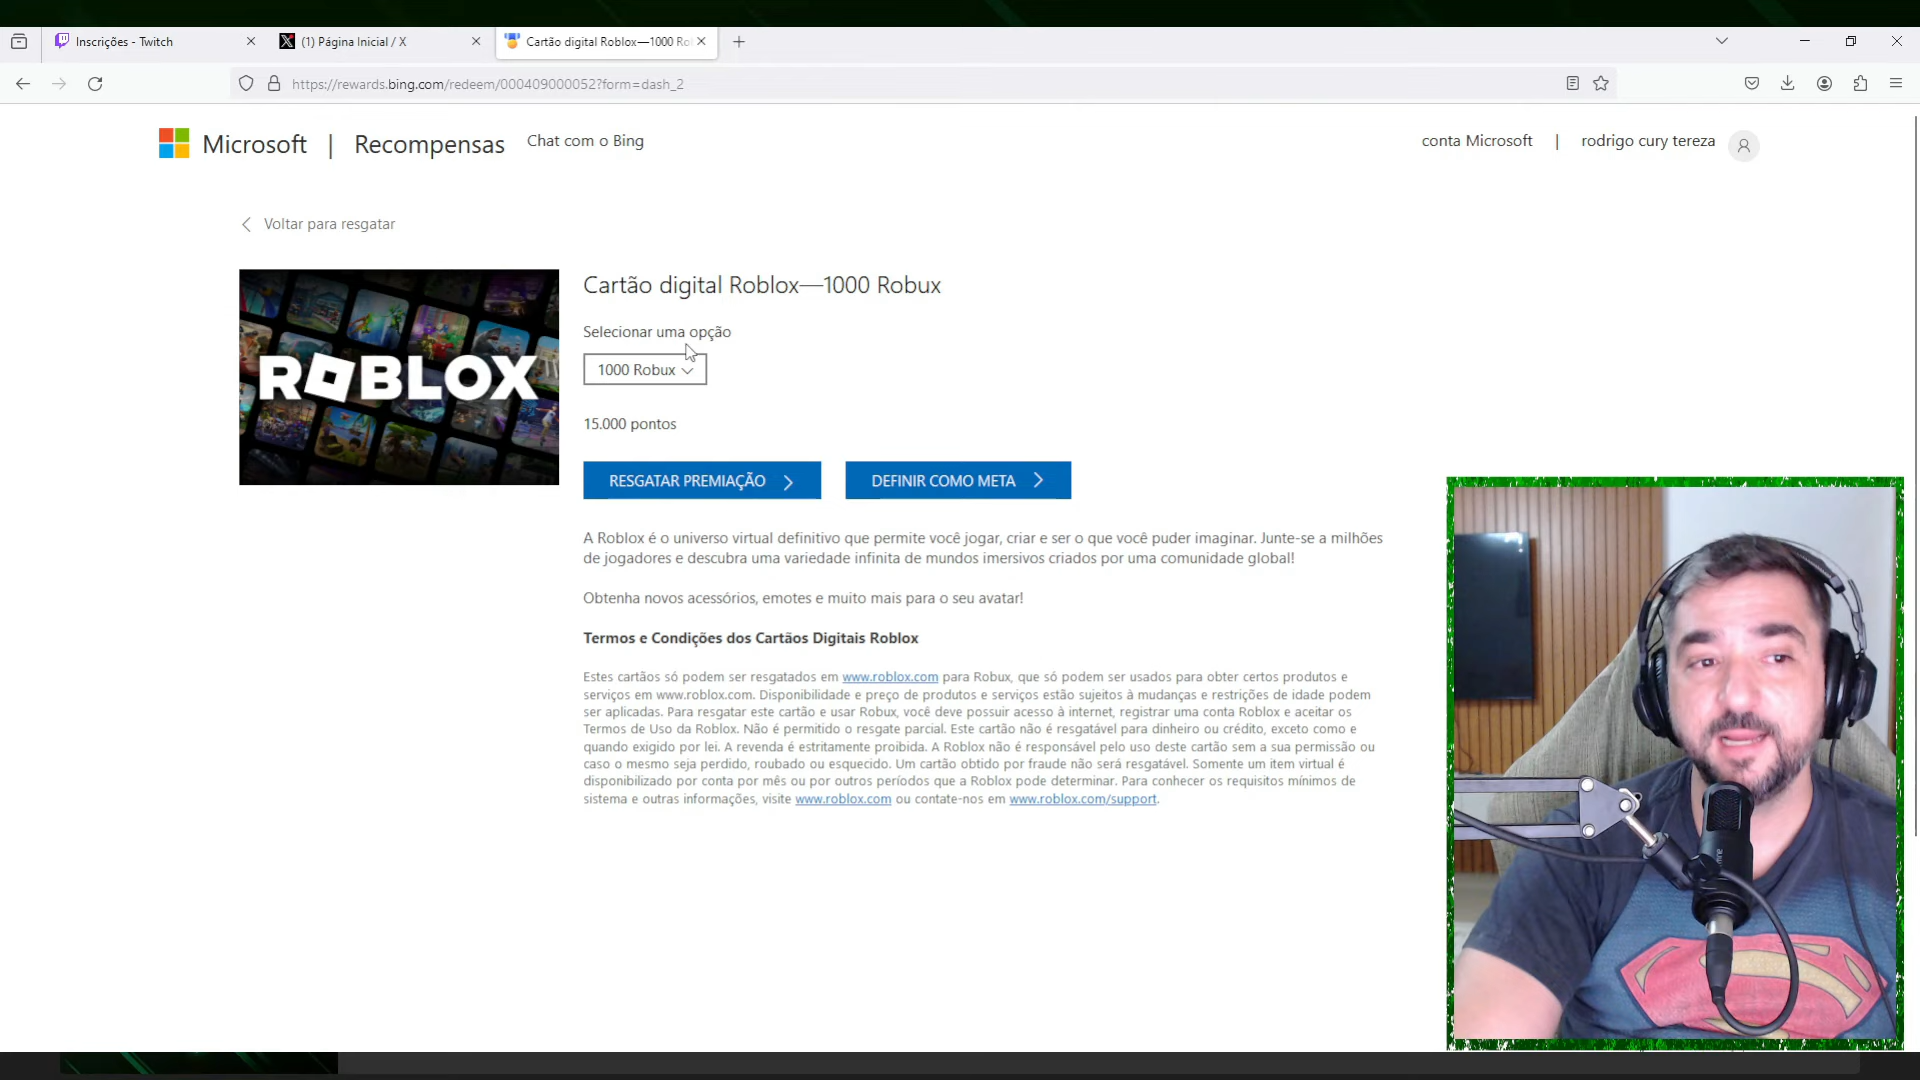 Inscrições - Twitch
(1) Página Inicial / X
Cartão digital Roblox—1000 Ro
https://rewards.bing.com/redeem/000409000052?form=dash_2
Microsoft | Recompensas
Chat com o Bing
conta Microsoft | rodrigo cury tereza
Voltar para resgatar
ROBLOX
Cartão digital Roblox—1000 Robux
Selecionar uma opção
1000 Robux
15.000 pontos
RESGATAR PREMIAÇÃO
DEFINIR COMO META
A Roblox é o universo virtual definitivo que permite você jogar, criar e ser o que você puder imaginar. Junte-se a milhões
de jogadores e descubra uma variedade infinita de mundos imersivos criados por uma comunidade global!
Obtenha novos acessórios, emotes e muito mais para o seu avatar!
Termos e Condições dos Cartãos Digitais Roblox
Estes cartãos só podem ser resgatados em www.roblox.com para Robux, que só podem ser usados para obter certos produtos e
serviços em www.roblox.com. Disponibilidade e preço de produtos e serviços estão sujeitos à mudanças e restrições de idade podem
ser aplicadas. Para resgatar este cartão e usar Robux, você deve possuir acesso à internet, registrar uma conta Roblox e aceitar os
Termos de Uso da Roblox. Não é permitido o resgate parcial. Este cartão não é resgatável para dinheiro ou crédito, exceto como e
quando exigido por lei. A revenda é estritamente proibida. A Roblox não é responsável pelo uso deste cartão sem a sua permissão ou
caso o mesmo seja perdido, roubado ou esquecido. Um cartão obtido por fraude não será resgatável. Somente um item virtual é
disponibilizado por conta por mês ou por outros períodos que a Roblox pode determinar. Para conhecer os requisitos mínimos de
sistema e outras informações, visite www.roblox.com ou contate-nos em www.roblox.com/support.